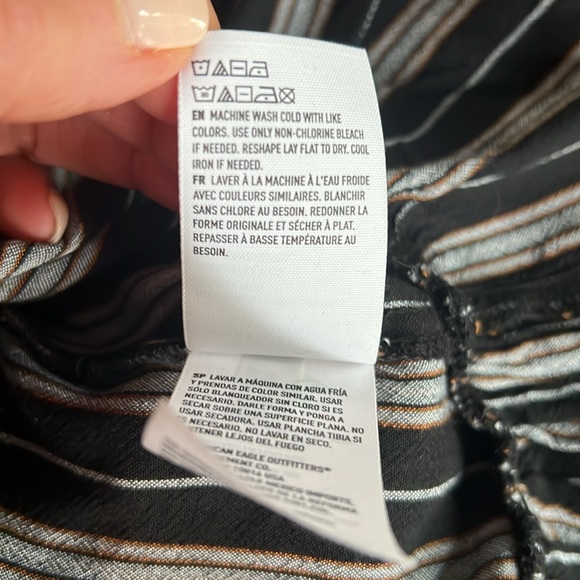 EN MACHINE WASH COLD WITH LIKE
COLORS. USE ONLY NON-CHLORINE BLEACH
IF NEEDED. RESHAPE LAY FLAT TO DRY. COOL
IRON IF NEEDED.
FR LAVER À LA MACHINE À L'EAU FROIDE
AVEC COULEURS SIMILAIRES. BLANCHIR
SANS CHLORE AU BESOIN. REDONNER LA
FORME ORIGINALE ET SÉCHER À PLAT.
REPASSER À BASSE TEMPÉRATURE AU
BESOIN.
SP LAVAR A MÁQUINA CON AGUA FRÍA
Y PRENDAS DE COLOR SIMILAR. USAR
SÓLO BLANQUEADOR SIN CLORO SI ES
NECESARIO. DARLE FORMA Y PONGA A
SECAR SOBRE UNA SUPERFICIE PLANA. NO
USAR SECADORA. USAR PLANCHA TIBIA SI
ES NECESARIO. NO LAVAR EN SECO.
LEJOS DEL FUEGO
EAGLE OUTFITTERS®
CO.
USA